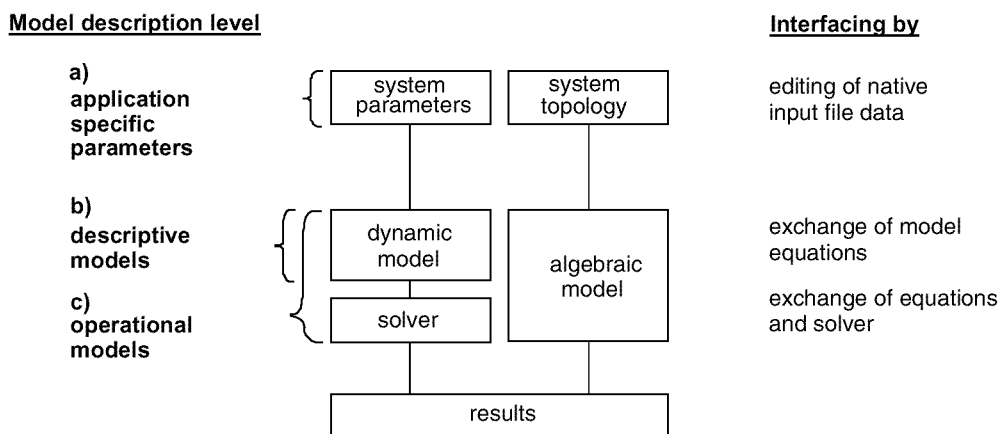 Model description level
Interfacing by
a)
application
specific
parameters
system
parameters
system
topology
editing of native
input file data
b)
descriptive
models
dynamic
model
algebraic
model
exchange of model
equations
c)
operational
models
solver
exchange of equations
and solver
results